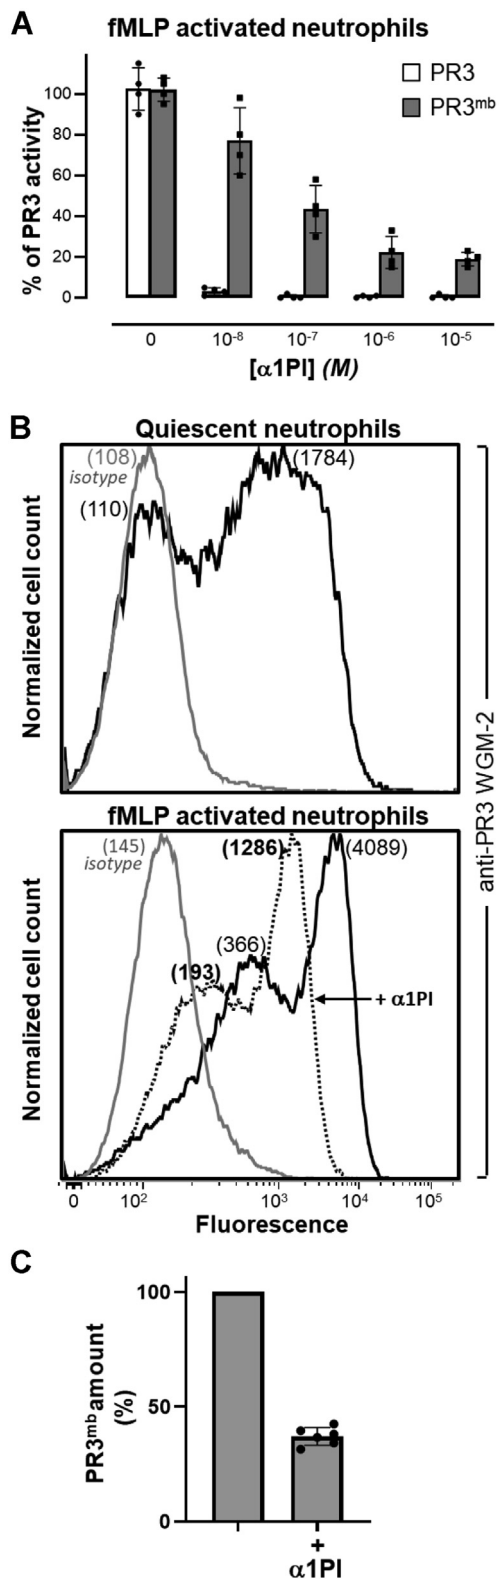 A
fMLP activated neutrophils
PR3
PR3ᵐᵇ
% of PR3 activity
100
80
60
40
20
0
0 10⁻⁸ 10⁻⁷ 10⁻⁶ 10⁻⁵
[α1PI] (M)
B
Quiescent neutrophils
(108)
isotype
(110)
(1784)
Normalized cell count
fMLP activated neutrophils
(145)
isotype
(1286)
(4089)
(366)
(193)
+ α1PI
Normalized cell count
anti-PR3 WGM-2
0 10² 10³ 10⁴ 10⁵
Fluorescence
C
PR3ᵐᵇ amount
(%)
100
50
0
+
α1PI